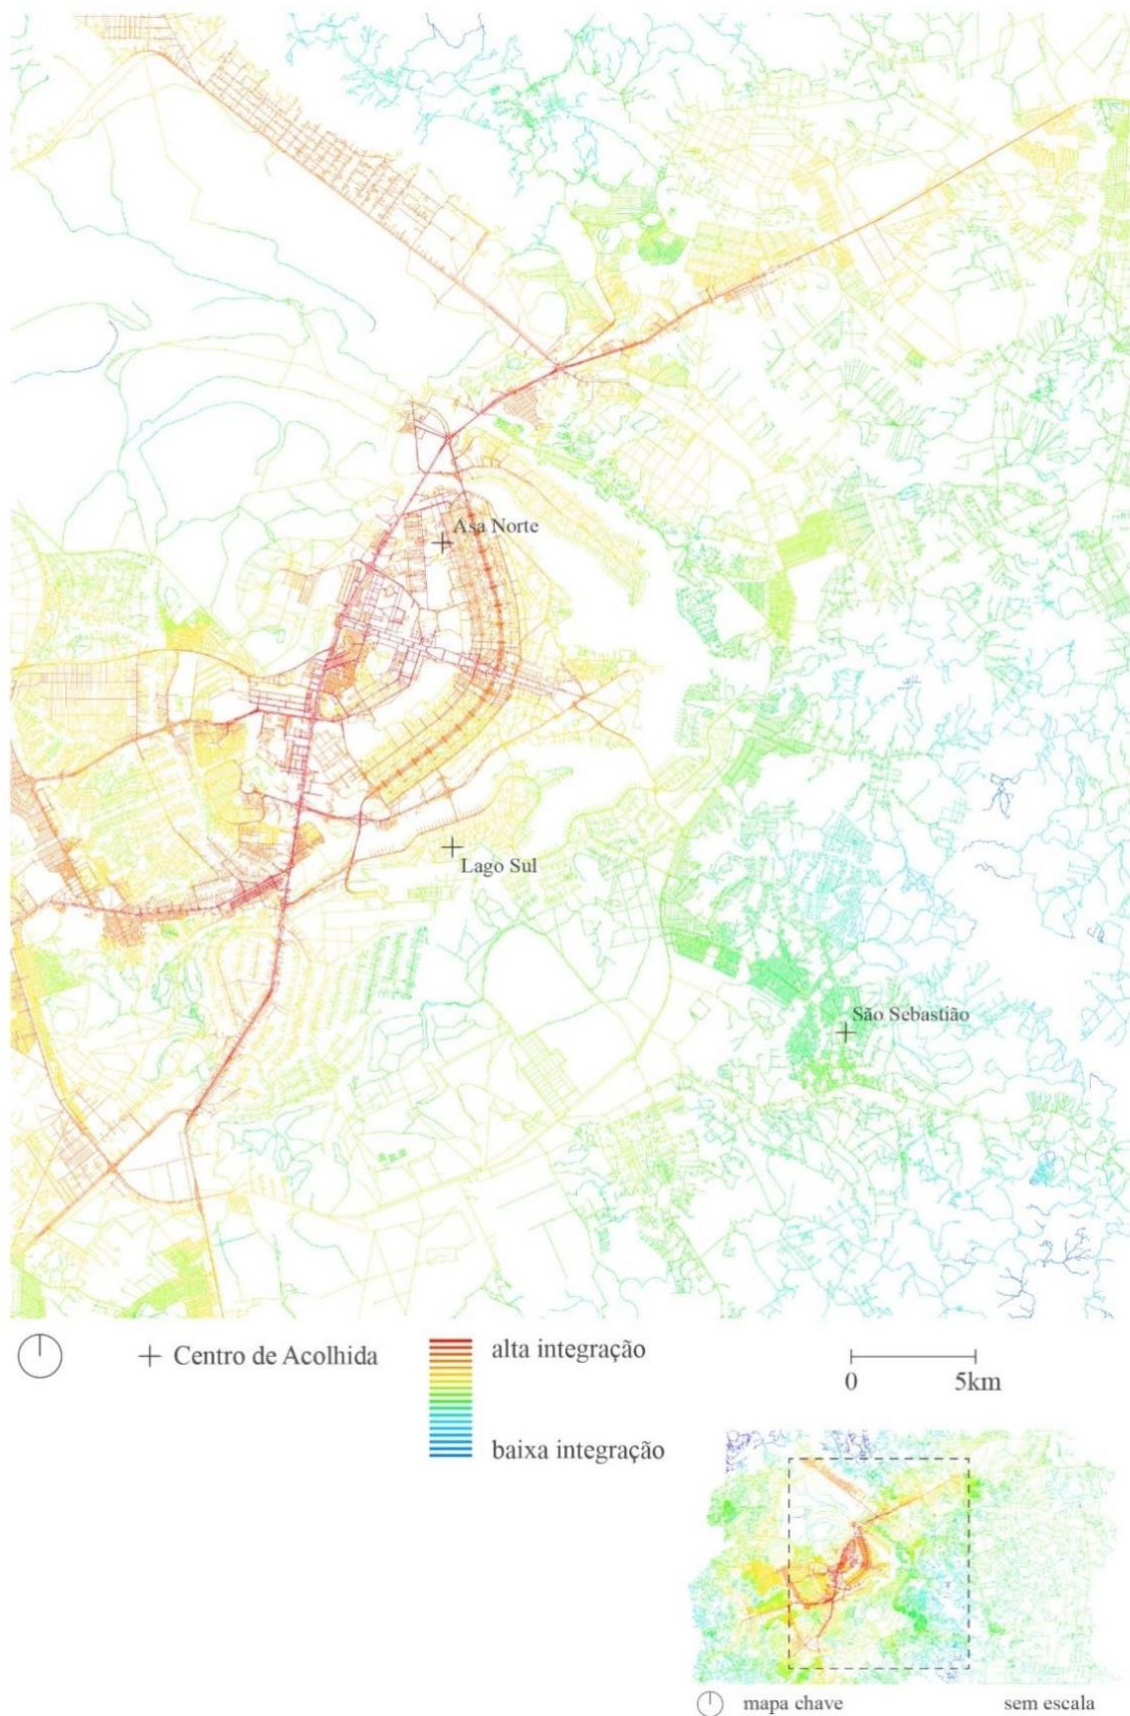 Asa Norte
Lago Sul
São Sebastião
Centro de Acolhida
alta integração
baixa integração
0 5km
mapa chave sem escala